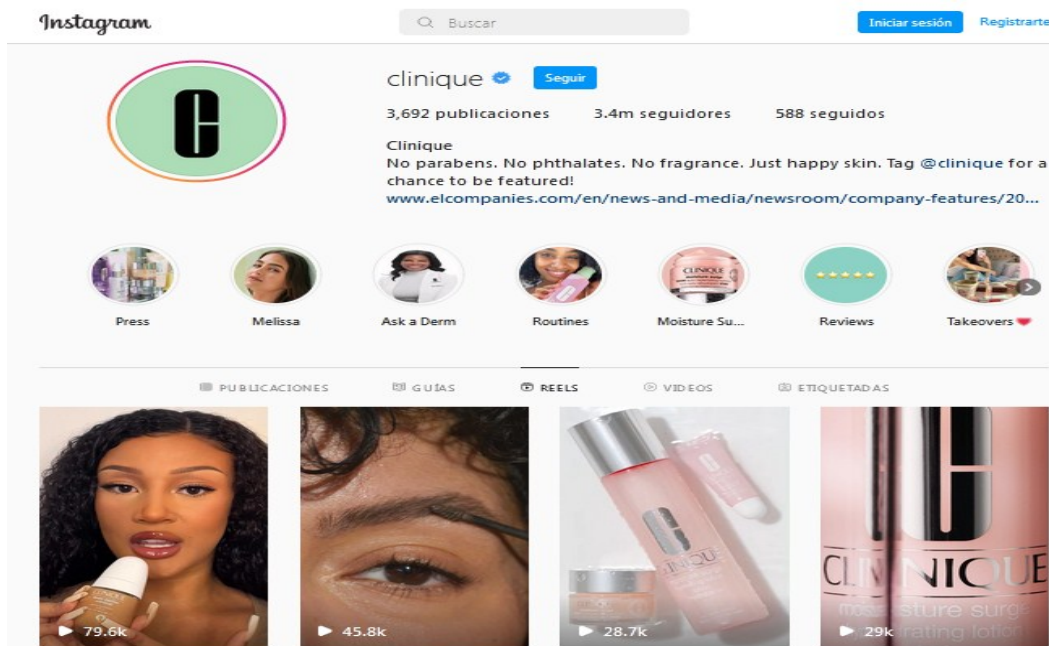 Instagram
Buscar
Iniciar sesión
Registrarte
clinique
Seguir
3,692 publicaciones 3.4m seguidores 588 seguidos
Clinique
No parabens. No phthalates. No fragrance. Just happy skin. Tag @clinique for a
chance to be featured!
www.elcompanies.com/en/news-and-media/newsroom/company-features/20...
Press Melissa Ask a Derm Routines Moisture Su... Reviews Takeovers
PUBLICACIONES GUÍAS REELS VIDEOS ETIQUETADAS
CLINIQUE
79.6k 45.8k 28.7k 29k